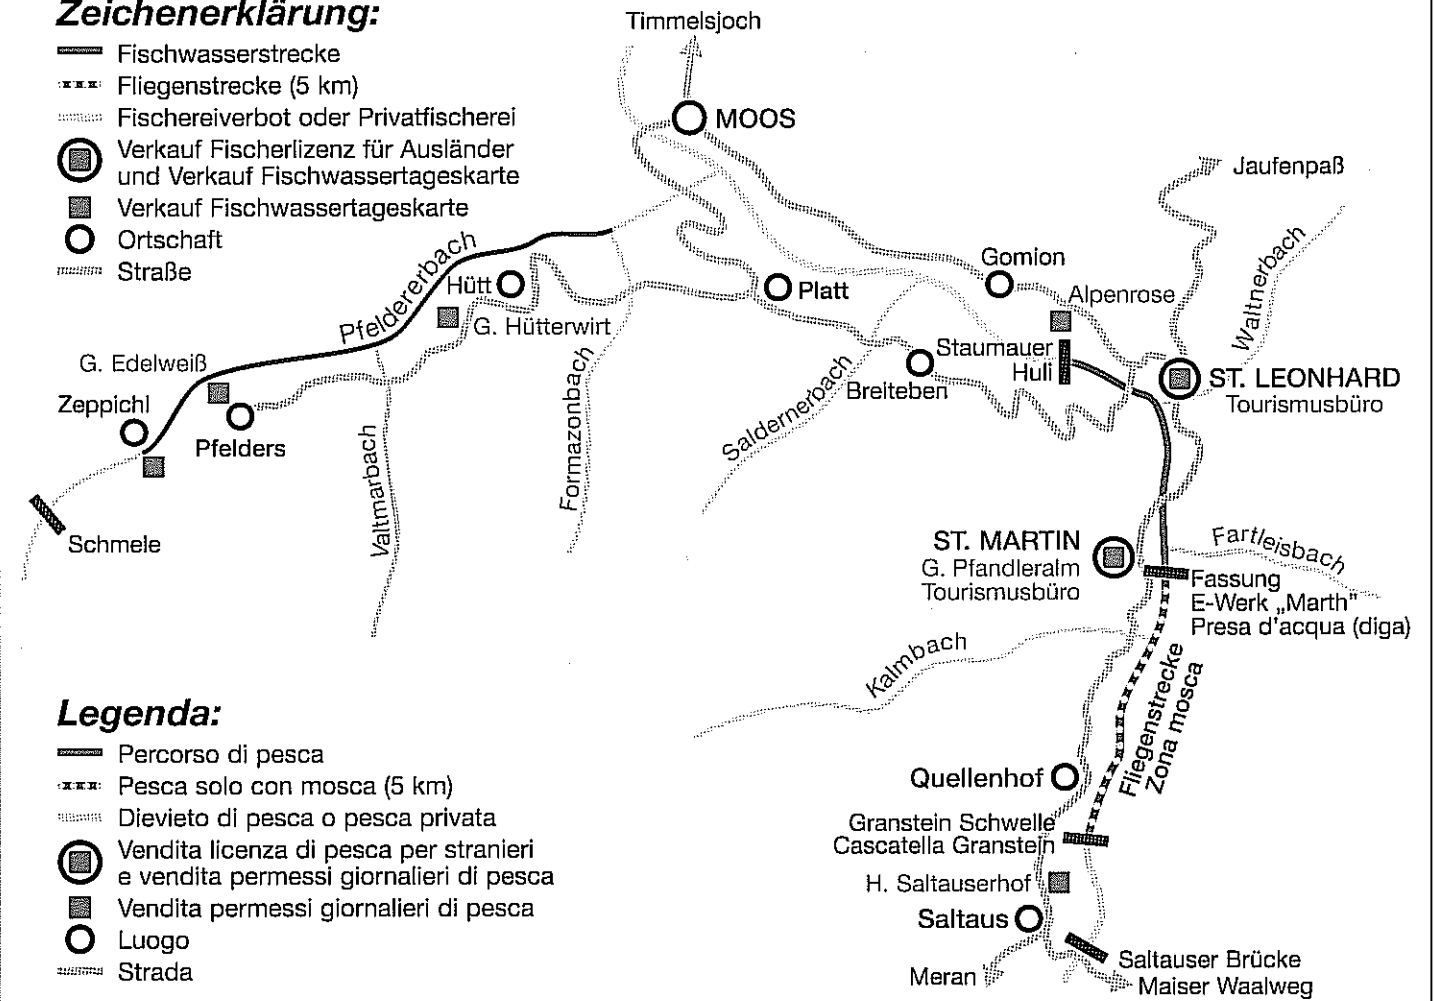 Zeichenerklärung:
Fischwasserstrecke
Fliegenstrecke (5 km)
Fischereiverbot oder Privatfischerei
Verkauf Fischerlizenz für Ausländer
und Verkauf Fischwassertageskarte
Verkauf Fischwassertageskarte
Ortschaft
Straße
Timmelsjoch
MOOS
Jaufenpaß
Waltnerbach
Gomion
Alpenrose
Platt
Pfeldererbach
Hütt
G. Hütterwirt
G. Edelweiß
Zeppichl
Pfelders
Schmele
Valtmarbach
Formazonbach
Saldernerbach
Breiteben
Staumauer
Huli
ST. LEONHARD
Tourismusbüro
ST. MARTIN
G. Pfandleralm
Tourismusbüro
Fartleisbach
Fassung
E-Werk „Marth"
Presa d'acqua (diga)
Kalmbach
Fliegenstrecke
Zona mosca
Quellenhof
Granstein Schwelle
Cascatella Granstein
H. Saltauserhof
Saltaus
Meran
Saltauser Brücke
Maiser Waalweg
Legenda:
Percorso di pesca
Pesca solo con mosca (5 km)
Dievieto di pesca o pesca privata
Vendita licenza di pesca per stranieri
e vendita permessi giornalieri di pesca
Vendita permessi giornalieri di pesca
Luogo
Strada